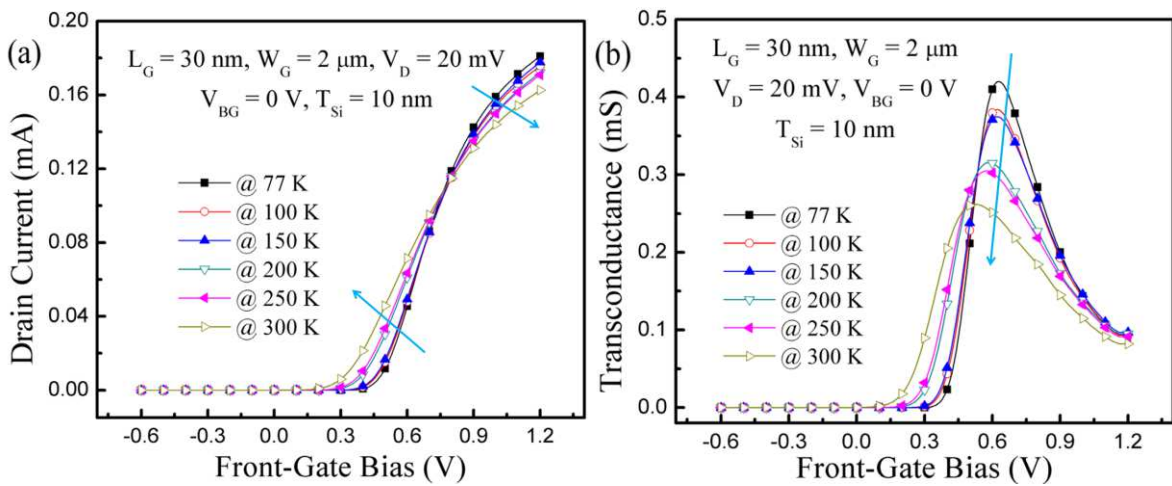 (a)
L_G = 30 nm, W_G = 2 μm, V_D = 20 mV
V_BG = 0 V, T_Si = 10 nm
@ 77 K
@ 100 K
@ 150 K
@ 200 K
@ 250 K
@ 300 K
Drain Current (mA)
0.20
0.16
0.12
0.08
0.04
0.00
-0.6 -0.3 0.0 0.3 0.6 0.9 1.2
Front-Gate Bias (V)
(b)
L_G = 30 nm, W_G = 2 μm
V_D = 20 mV, V_BG = 0 V
T_Si = 10 nm
@ 77 K
@ 100 K
@ 150 K
@ 200 K
@ 250 K
@ 300 K
Transconductance (mS)
0.5
0.4
0.3
0.2
0.1
0.0
-0.6 -0.3 0.0 0.3 0.6 0.9 1.2
Front-Gate Bias (V)